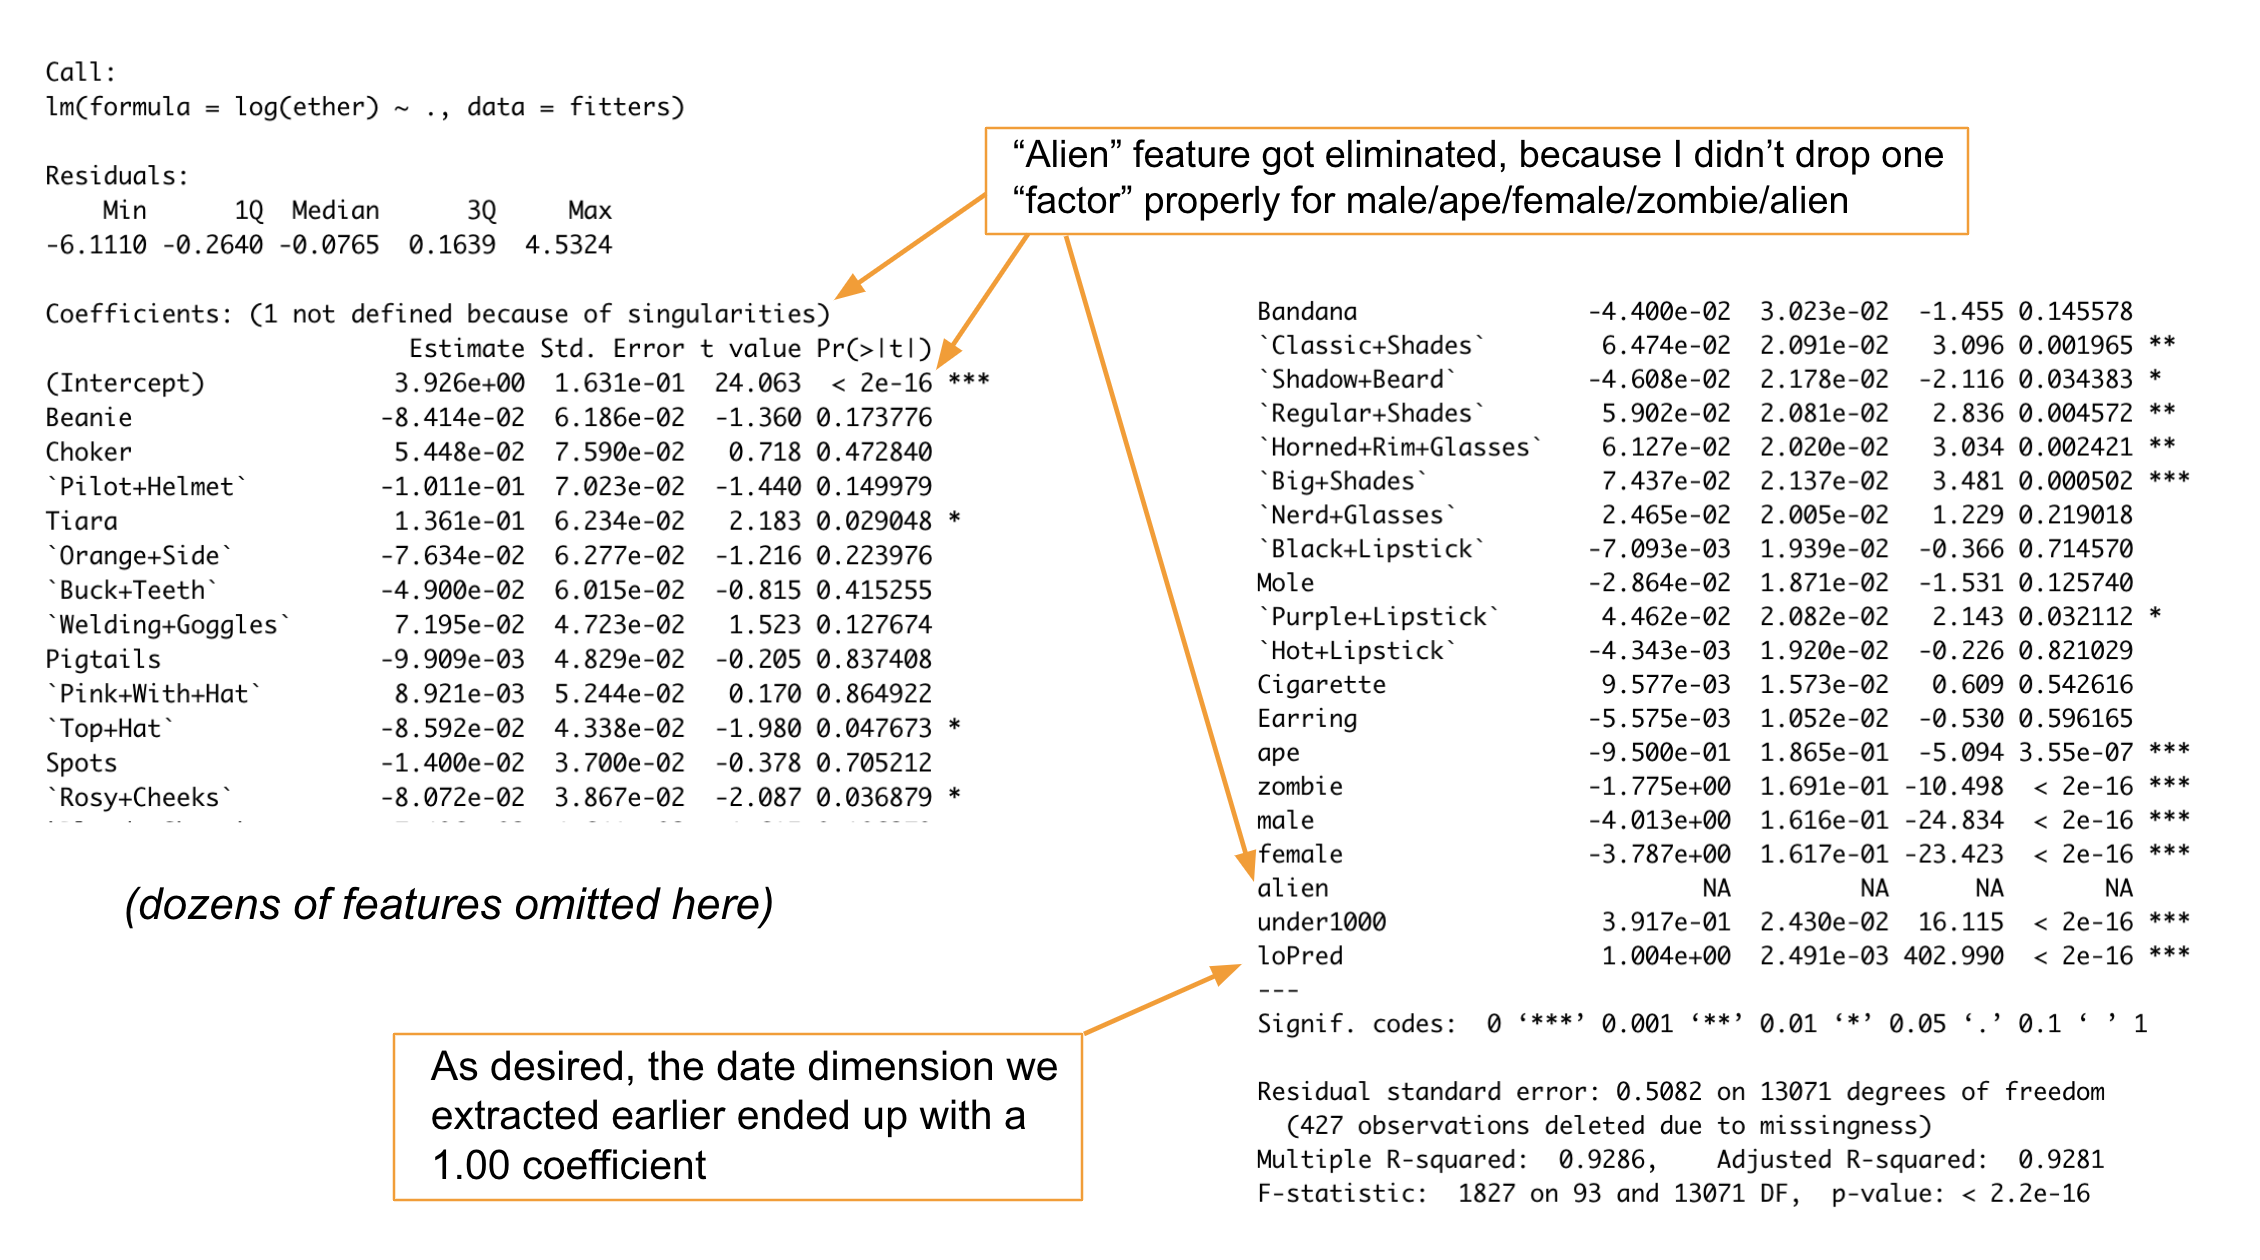 Call:
lm(formula = log(ether) ~ ., data = fitters)
Residuals:
Min 1Q Median 3Q Max
-6.1110 -0.2640 -0.0765 0.1639 4.5324
Coefficients: (1 not defined because of singularities)
Estimate Std. Error t value Pr(>|t|)
(Intercept) 3.926e+00 1.631e-01 24.063 < 2e-16 ***
Beanie -8.414e-02 6.186e-02 -1.360 0.173776
Choker 5.448e-02 7.590e-02 0.718 0.472840
`Pilot+Helmet` -1.011e-01 7.023e-02 -1.440 0.149979
Tiara 1.361e-01 6.234e-02 2.183 0.029048 *
`Orange+Side` -7.634e-02 6.277e-02 -1.216 0.223976
`Buck+Teeth` -4.900e-02 6.015e-02 -0.815 0.415255
`Welding+Goggles` 7.195e-02 4.723e-02 1.523 0.127674
Pigtails -9.909e-03 4.829e-02 -0.205 0.837408
`Pink+With+Hat` 8.921e-03 5.244e-02 0.170 0.864922
`Top+Hat` -8.592e-02 4.338e-02 -1.980 0.047673 *
Spots -1.400e-02 3.700e-02 -0.378 0.705212
`Rosy+Cheeks` -8.072e-02 3.867e-02 -2.087 0.036879 *
(dozens of features omitted here)
“Alien” feature got eliminated, because I didn’t drop one
“factor” properly for male/ape/female/zombie/alien
Bandana -4.400e-02 3.023e-02 -1.455 0.145578
`Classic+Shades` 6.474e-02 2.091e-02 3.096 0.001965 **
`Shadow+Beard` -4.608e-02 2.178e-02 -2.116 0.034383 *
`Regular+Shades` 5.902e-02 2.081e-02 2.836 0.004572 **
`Horned+Rim+Glasses` 6.127e-02 2.020e-02 3.034 0.002421 **
`Big+Shades` 7.437e-02 2.137e-02 3.481 0.000502 ***
`Nerd+Glasses` 2.465e-02 2.005e-02 1.229 0.219018
`Black+Lipstick` -7.093e-03 1.939e-02 -0.366 0.714570
Mole -2.864e-02 1.871e-02 -1.531 0.125740
`Purple+Lipstick` 4.462e-02 2.082e-02 2.143 0.032112 *
`Hot+Lipstick` -4.343e-03 1.920e-02 -0.226 0.821029
Cigarette 9.577e-03 1.573e-02 0.609 0.542616
Earring -5.575e-03 1.052e-02 -0.530 0.596165
ape -9.500e-01 1.865e-01 -5.094 3.55e-07 ***
zombie -1.775e+00 1.691e-01 -10.498 < 2e-16 ***
male -4.013e+00 1.616e-01 -24.834 < 2e-16 ***
female -3.787e+00 1.617e-01 -23.423 < 2e-16 ***
alien NA NA NA NA
under1000 3.917e-01 2.430e-02 16.115 < 2e-16 ***
loPred 1.004e+00 2.491e-03 402.990 < 2e-16 ***
---
Signif. codes: 0 ‘***’ 0.001 ‘**’ 0.01 ‘*’ 0.05 ‘.’ 0.1 ‘ ’ 1
Residual standard error: 0.5082 on 13071 degrees of freedom
(427 observations deleted due to missingness)
Multiple R-squared: 0.9286, Adjusted R-squared: 0.9281
F-statistic: 1827 on 93 and 13071 DF, p-value: < 2.2e-16
As desired, the date dimension we
extracted earlier ended up with a
1.00 coefficient